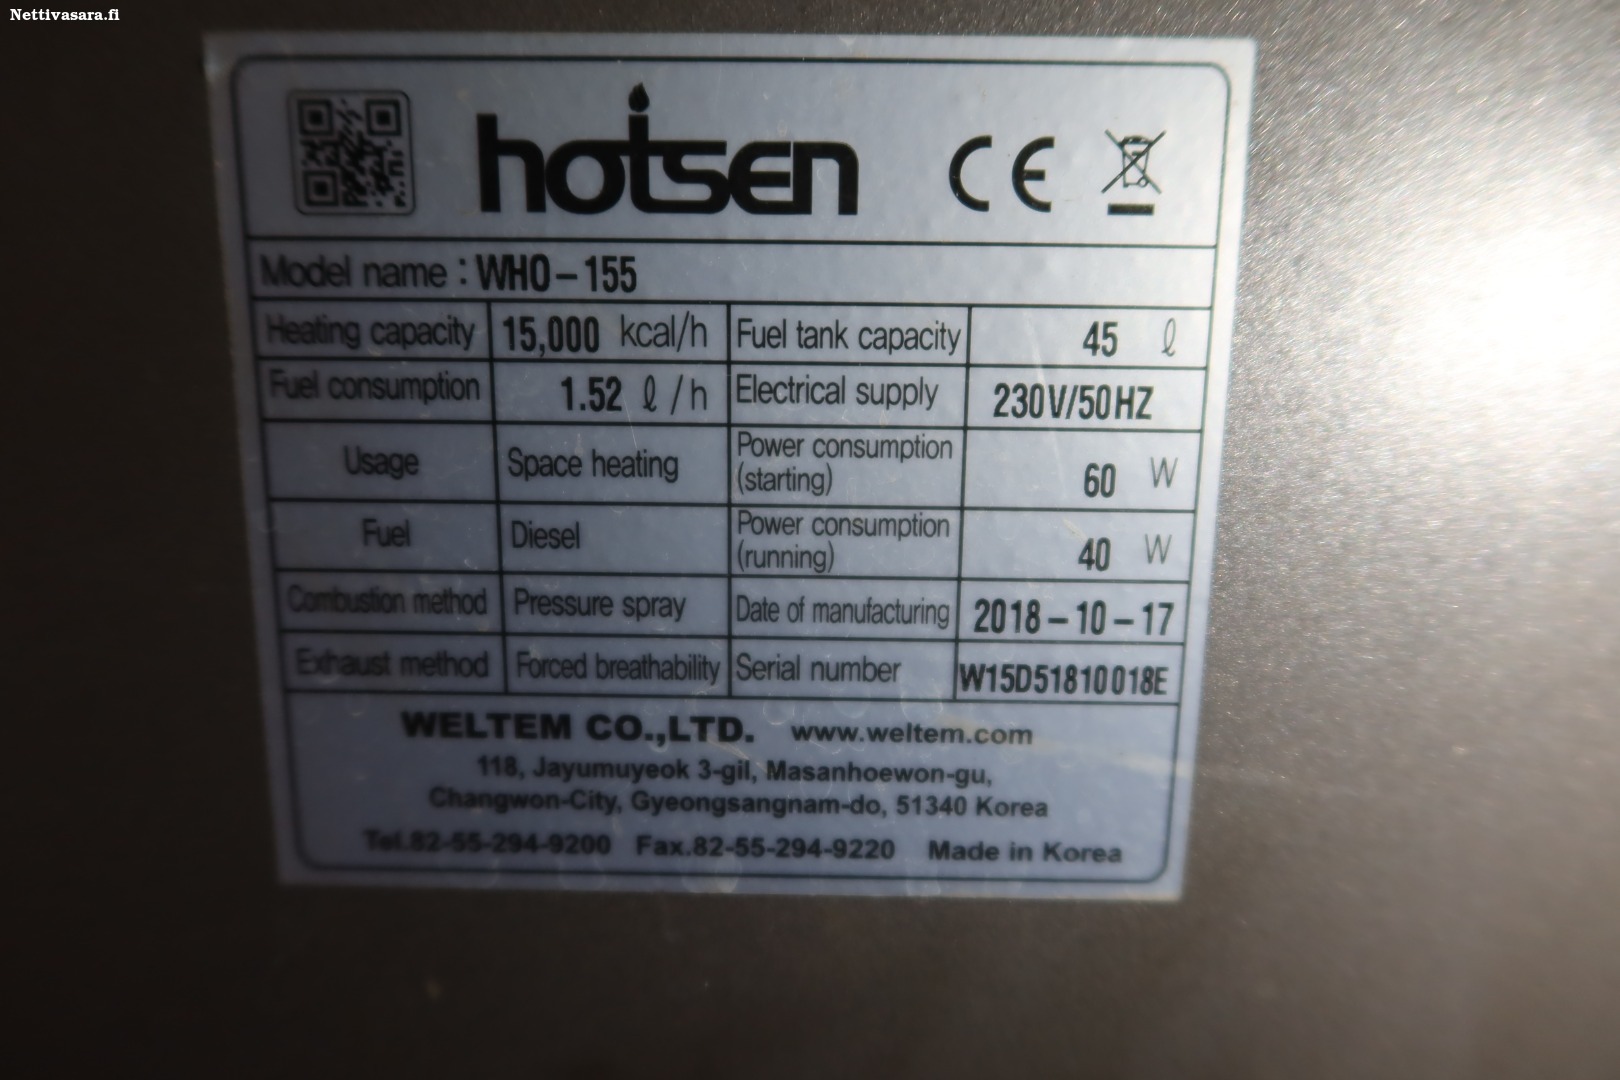 Nettivasara.fi
hotsen CE
Model name : WHO-155
Heating capacity 15,000 kcal/h Fuel tank capacity 45 ℓ
Fuel consumption 1.52 ℓ/h Electrical supply 230V/50HZ
Usage Space heating Power consumption (starting) 60 W
Fuel Diesel Power consumption (running) 40 W
Combustion method Pressure spray Date of manufacturing 2018-10-17
Exhaust method Forced breathability Serial number W15D51810018E
WELTEM CO.,LTD. www.weltem.com
118, Jayumuyeok 3-gil, Masanhoewon-gu,
Changwon-City, Gyeongsangnam-do, 51340 Korea
Tel.82-55-294-9200 Fax.82-55-294-9220 Made in Korea